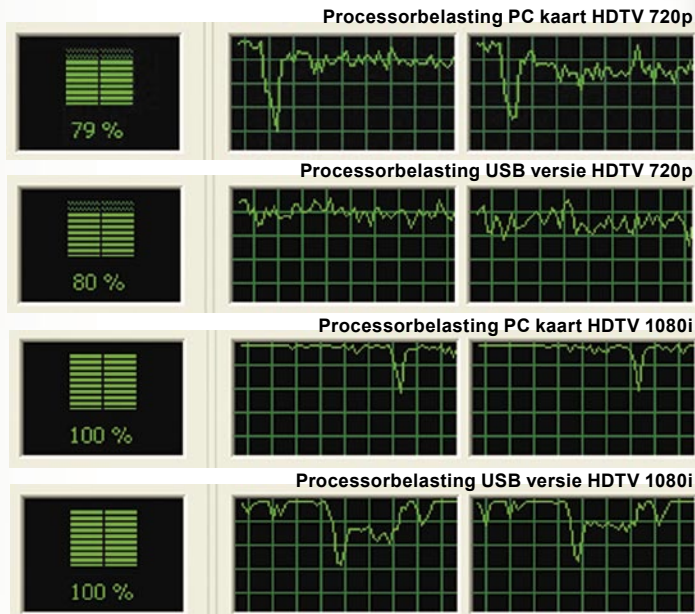 Processorbelasting PC kaart HDTV 720p
79 %
Processorbelasting USB versie HDTV 720p
80 %
Processorbelasting PC kaart HDTV 1080i
100 %
Processorbelasting USB versie HDTV 1080i
100 %